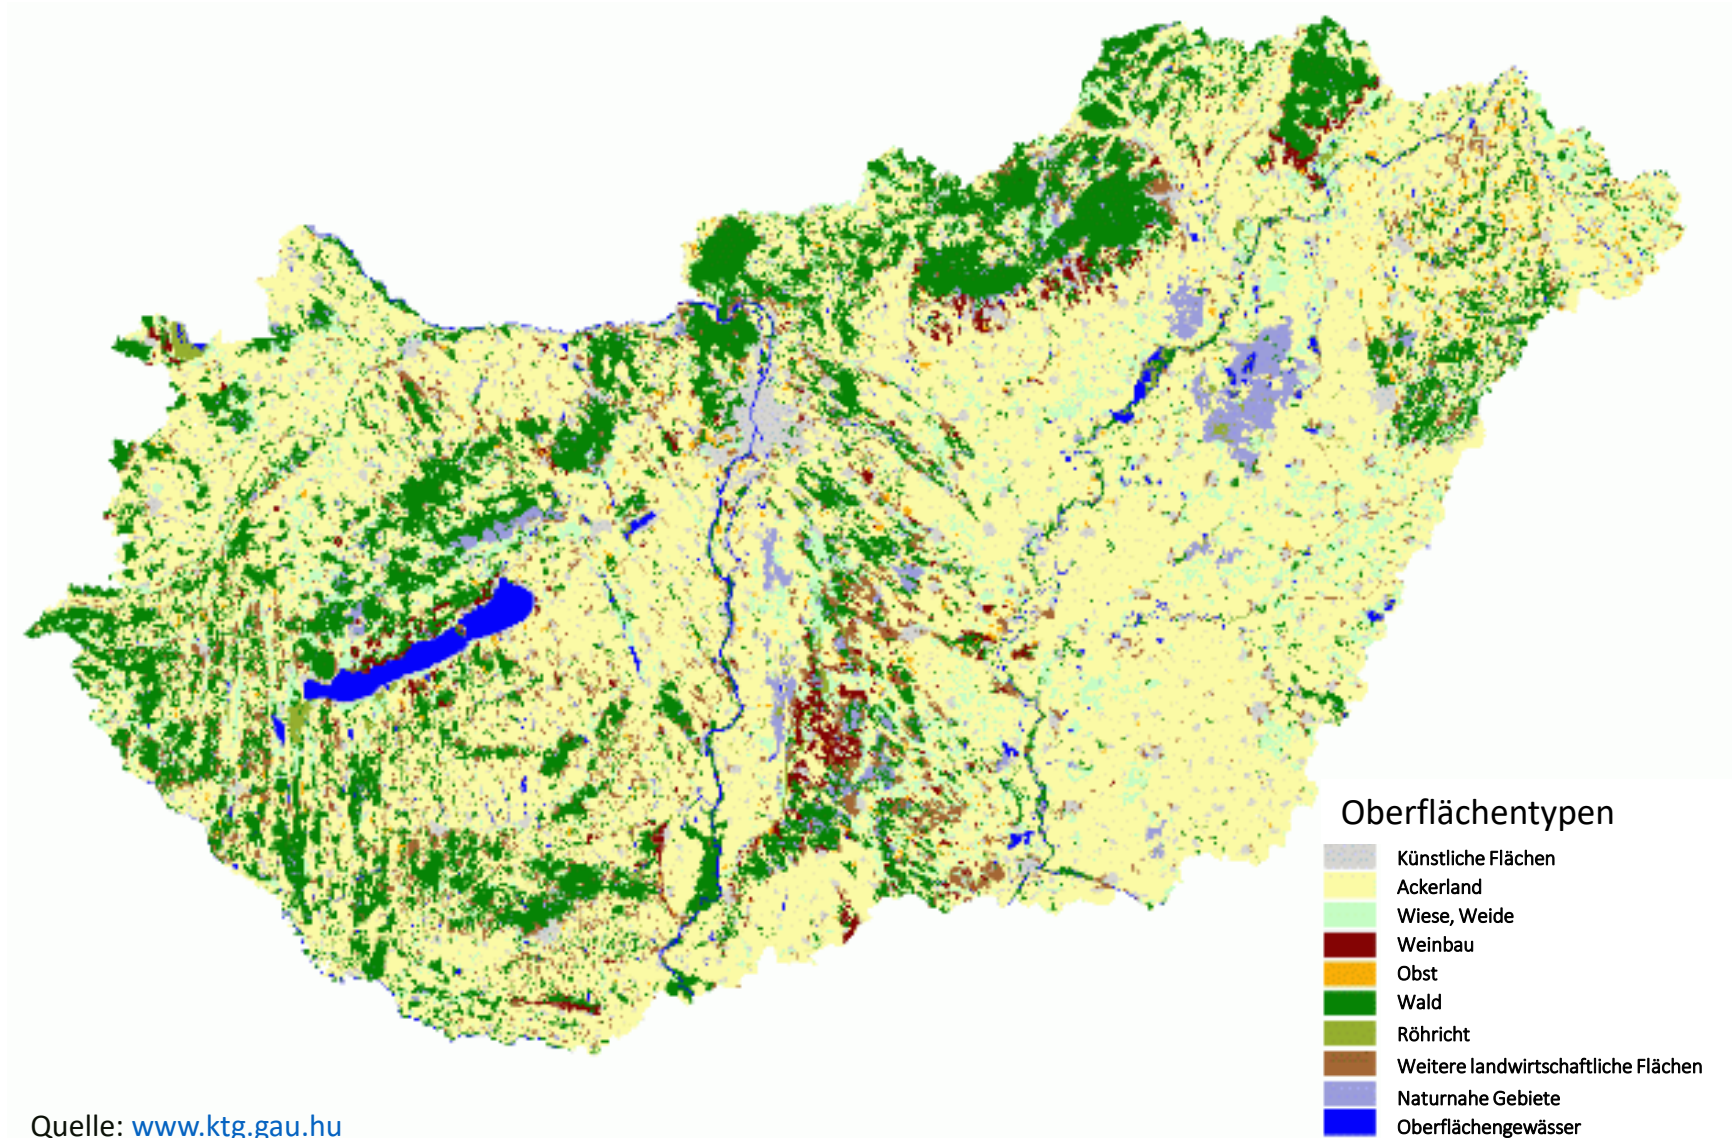 Oberflächentypen
Künstliche Flächen
Ackerland
Wiese, Weide
Weinbau
Obst
Wald
Röhricht
Weitere landwirtschaftliche Flächen
Naturnahe Gebiete
Oberflächengewässer
Quelle: www.ktg.gau.hu